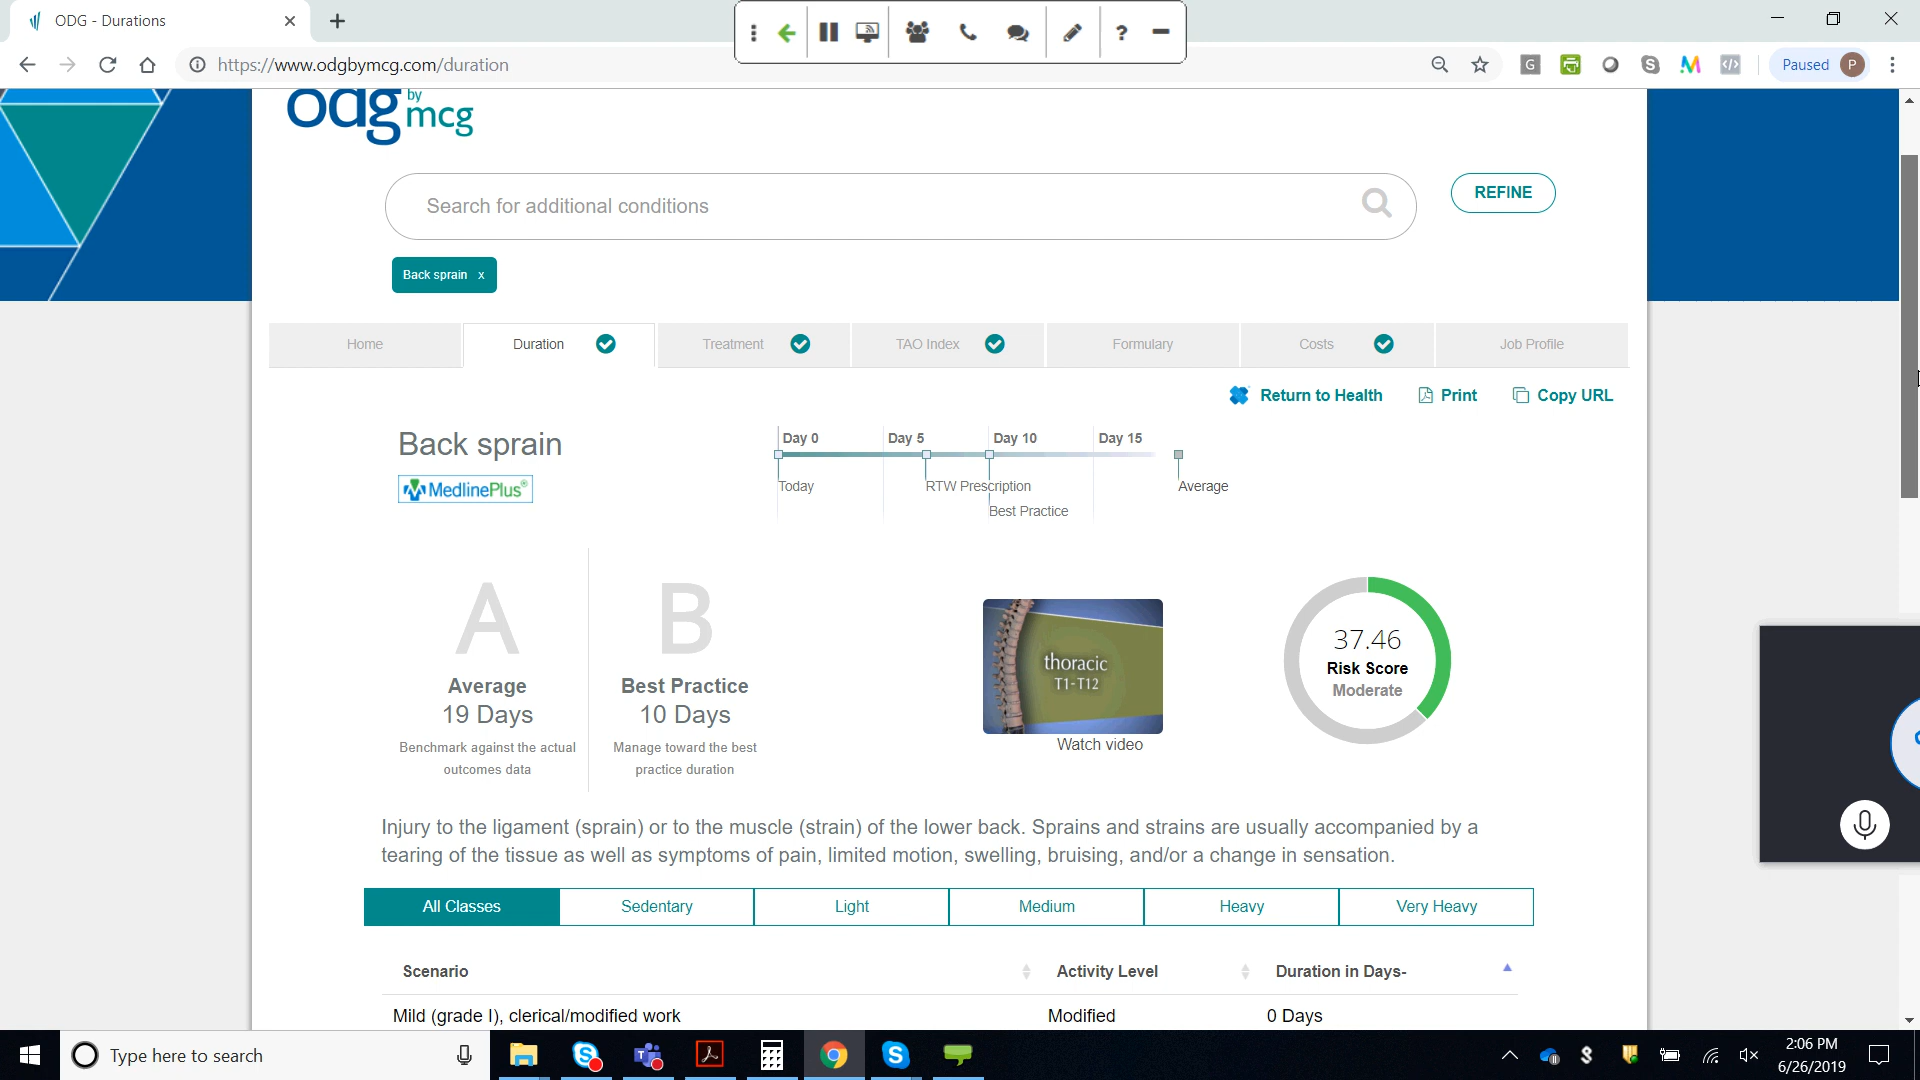 ODG - Durations
https://www.odgbymcg.com/duration
?
G
S
Paused P
odg by mcg
Search for additional conditions
REFINE
Back sprain x
Home Duration Treatment TAO Index Formulary Costs Job Profile
Return to Health Print Copy URL
Back sprain
MedlinePlus®
Day 0 Day 5 Day 10 Day 15
Today RTW Prescription Average
Best Practice
A B
Average
19 Days
Benchmark against the actual
outcomes data
Best Practice
10 Days
Manage toward the best
practice duration
thoracic
T1-T12
Watch video
37.46
Risk Score
Moderate
Injury to the ligament (sprain) or to the muscle (strain) of the lower back. Sprains and strains are usually accompanied by a
tearing of the tissue as well as symptoms of pain, limited motion, swelling, bruising, and/or a change in sensation.
All Classes Sedentary Light Medium Heavy Very Heavy
Scenario Activity Level Duration in Days-
Mild (grade I), clerical/modified work Modified 0 Days
Type here to search
2:06 PM
6/26/2019